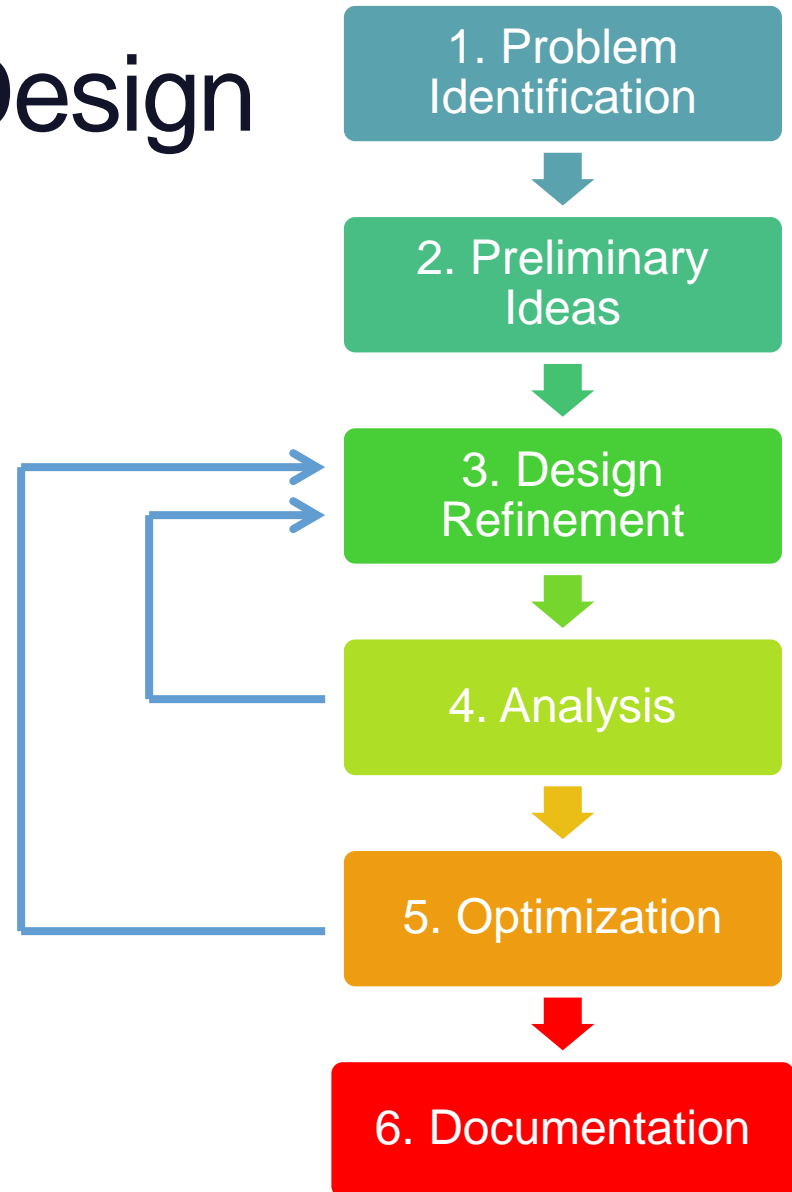 Design
1. Problem
Identification
2. Preliminary
Ideas
3. Design
Refinement
4. Analysis
5. Optimization
6. Documentation